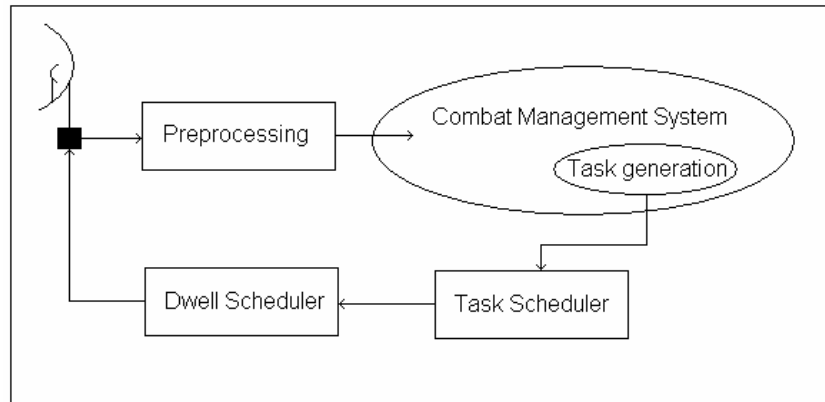 Preprocessing
Combat Management System
Task generation
Dwell Scheduler
Task Scheduler